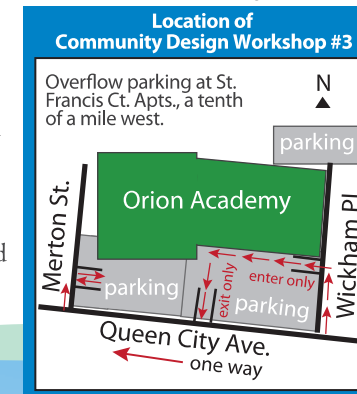 Location of
Community Design Workshop #3
Overflow parking at St.
Francis Ct. Apts., a tenth
of a mile west.
N
parking
Orion Academy
Merton St.
Wickham Pl
enter only
exit only
parking
parking
Queen City Ave.
one way
d